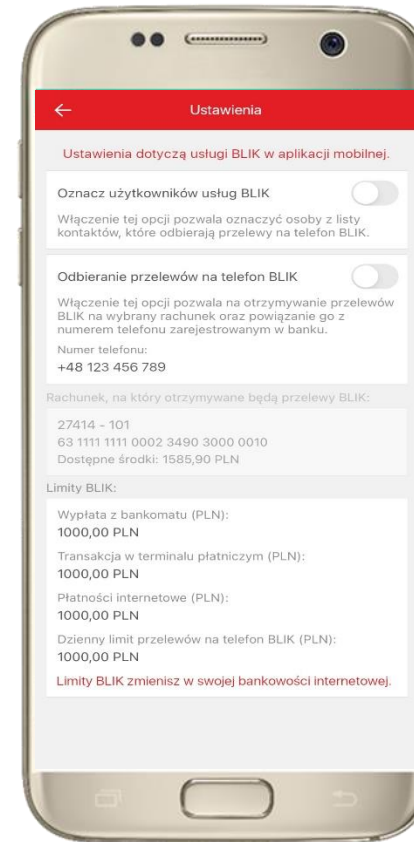 Ustawienia
Ustawienia dotyczą usługi BLIK w aplikacji mobilnej.
Oznacz użytkowników usług BLIK
Włączenie tej opcji pozwala oznaczyć osoby z listy
kontaktów, które odbierają przelewy na telefon BLIK.
Odbieranie przelewów na telefon BLIK
Włączenie tej opcji pozwala na otrzymywanie przelewów
BLIK na wybrany rachunek oraz powiązanie go z
numerem telefonu zarejestrowanym w banku.
Numer telefonu:
+48 123 456 789
Rachunek, na który otrzymywane będą przelewy BLIK:
27414 - 101
63 1111 1111 0002 3490 3000 0010
Dostępne środki: 1585,90 PLN
Limity BLIK:
Wypłata z bankomatu (PLN):
1000,00 PLN
Transakcja w terminalu płatniczym (PLN):
1000,00 PLN
Płatności internetowe (PLN):
1000,00 PLN
Dzienny limit przelewów na telefon BLIK (PLN):
1000,00 PLN
Limity BLIK zmienisz w swojej bankowości internetowej.